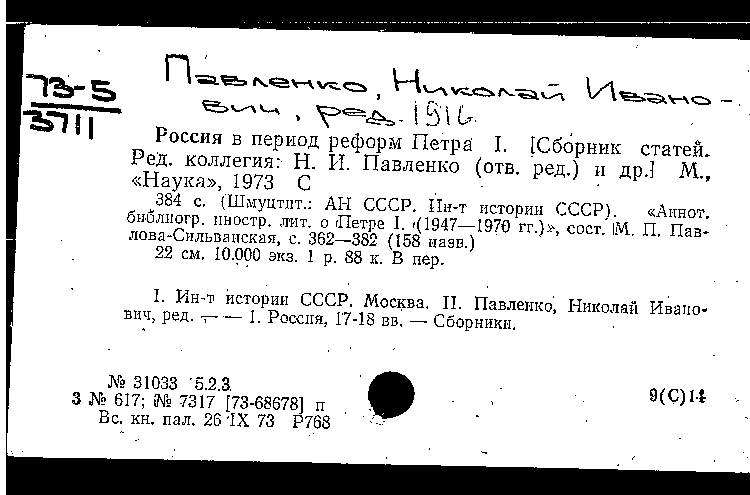 Павленко, Николай Ивано-
73-5
3711
вич, ред. 1916
Россия в период реформ Петра I. [Сборник статей.
Ред. коллегия: Н. И. Павленко (отв. ред.) и др.] М.,
«Наука», 1973 С
384 с. (Шмуцтит.: АН СССР. Ин-т истории СССР). «Аннот.
библиогр. иностр. лит. о Петре I. (1947—1970 гг.)», сост. М. П. Пав-
лова-Сильванская, с. 362—382 (158 назв.)
22 см. 10.000 экз. 1 р. 88 к. В пер.
I. Ин-т истории СССР. Москва. II. Павленко, Николай Ивано-
вич, ред. — — 1. Россия, 17-18 вв. — Сборники.
№ 31033 5.2.3
3 № 617; № 7317 [73-68678] п
9(С)14
Вс. кн. пал. 26 IX 73 Р768